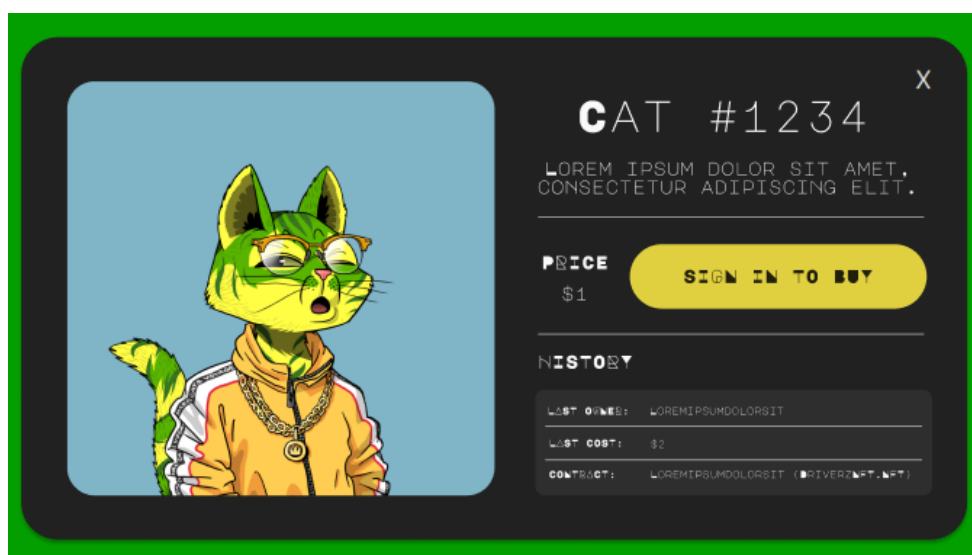 X
CAT #1234
LOREM IPSUM DOLOR SIT AMET,
CONSECTETUR ADIPISCING ELIT.
PRICE
$1
SIGN IN TO BUY
HISTORY
LAST OWNER: LOREMIPSUMDOLORSIT
LAST COST: $2
CONTRACT: LOREMIPSUMDOLORSIT (DRIVERZNFT.NFT)